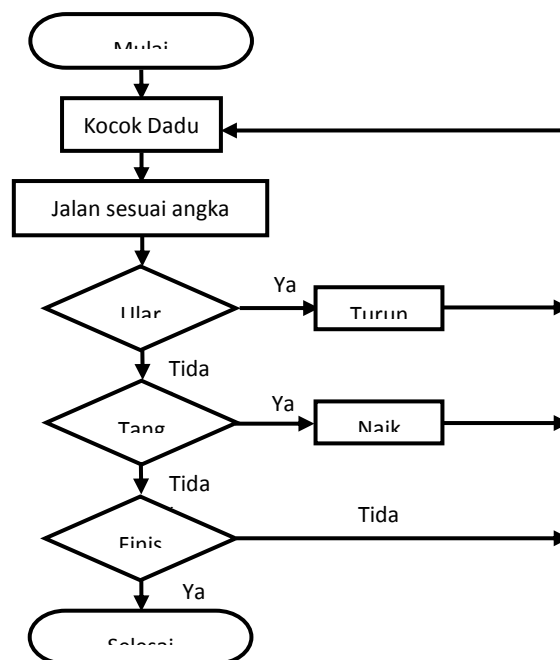 Mulai
Kocok Dadu
Jalan sesuai angka
Ular
Ya
Turun
Tida
Tang
Ya
Naik
Tida
Finis
Tida
Ya
Selesai